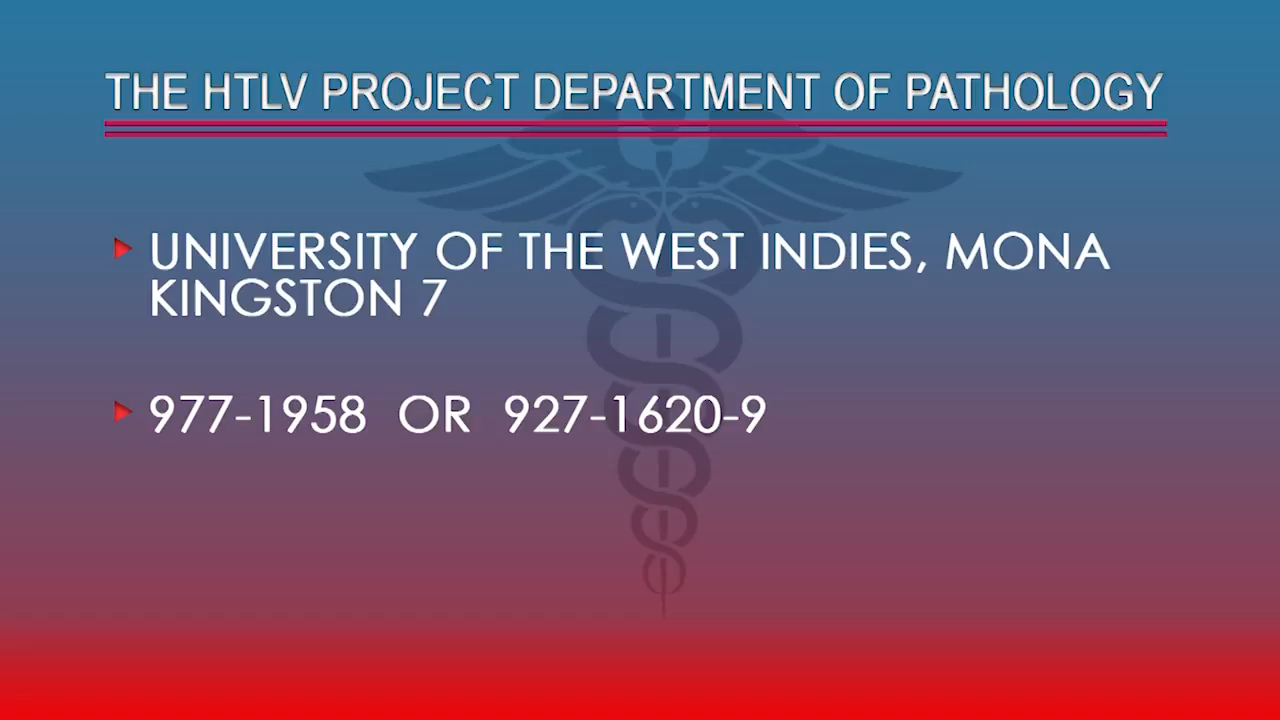 THE HTLV PROJECT DEPARTMENT OF PATHOLOGY
UNIVERSITY OF THE WEST INDIES, MONA
KINGSTON 7
977-1958 OR 927-1620-9